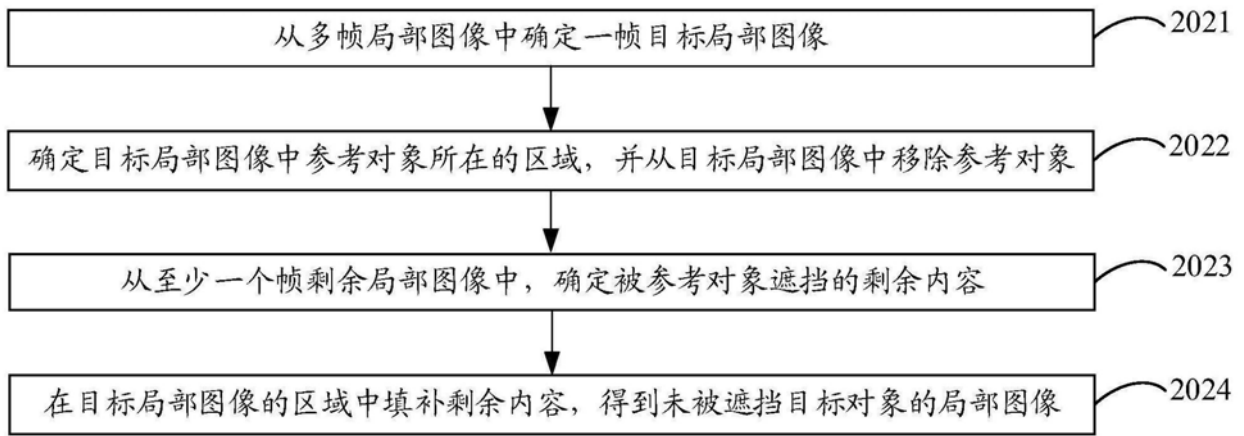 从多帧局部图像中确定一帧目标局部图像 2021
确定目标局部图像中参考对象所在的区域，并从目标局部图像中移除参考对象 2022
从至少一个帧剩余局部图像中，确定被参考对象遮挡的剩余内容 2023
在目标局部图像的区域中填补剩余内容，得到未被遮挡目标对象的局部图像 2024